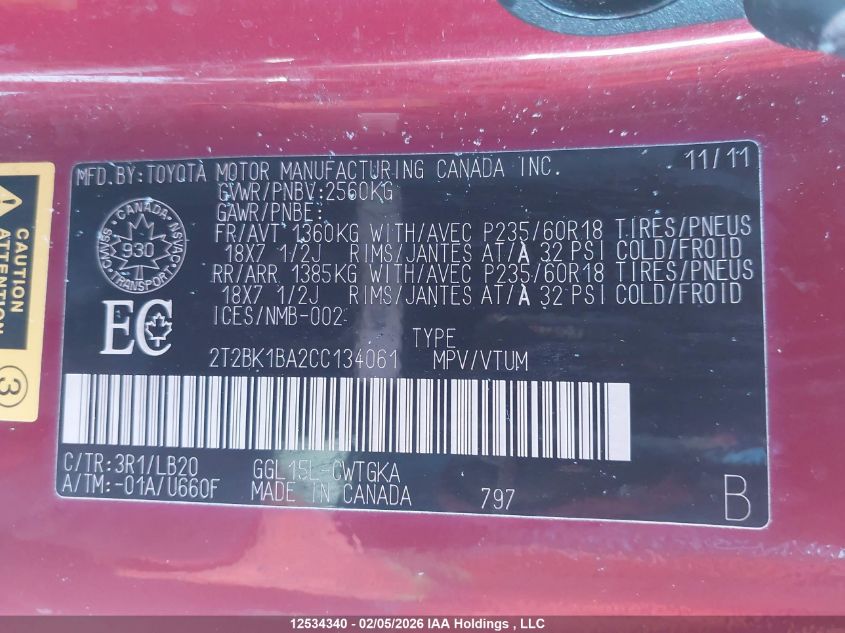 MFD.BY:TOYOTA MOTOR MANUFACTURING CANADA INC. 11/11
GVWR/PNBV:2560KG
GAWR/PNBE:
FR/AVT 1360KG WITH/AVEC P235/60R18 TIRES/PNEUS
18X7 1/2J RIMS/JANTES AT/À 32 PSI COLD/FROID
RR/ARR 1385KG WITH/AVEC P235/60R18 TIRES/PNEUS
18X7 1/2J RIMS/JANTES AT/À 32 PSI COLD/FROID
ICES/NMB-002
CANADA
CMVSS
NSVAC
930
TRANSPORT
EC
TYPE
2T2BK1BA2CC134061 MPV/VTUM
C/TR:3R1/LB20 GGL15L-CWTGKA
A/TM:-01A/U660F MADE IN CANADA 797 B
CAUTION
ATTENTION
3
12534340 - 02/05/2026 IAA Holdings , LLC